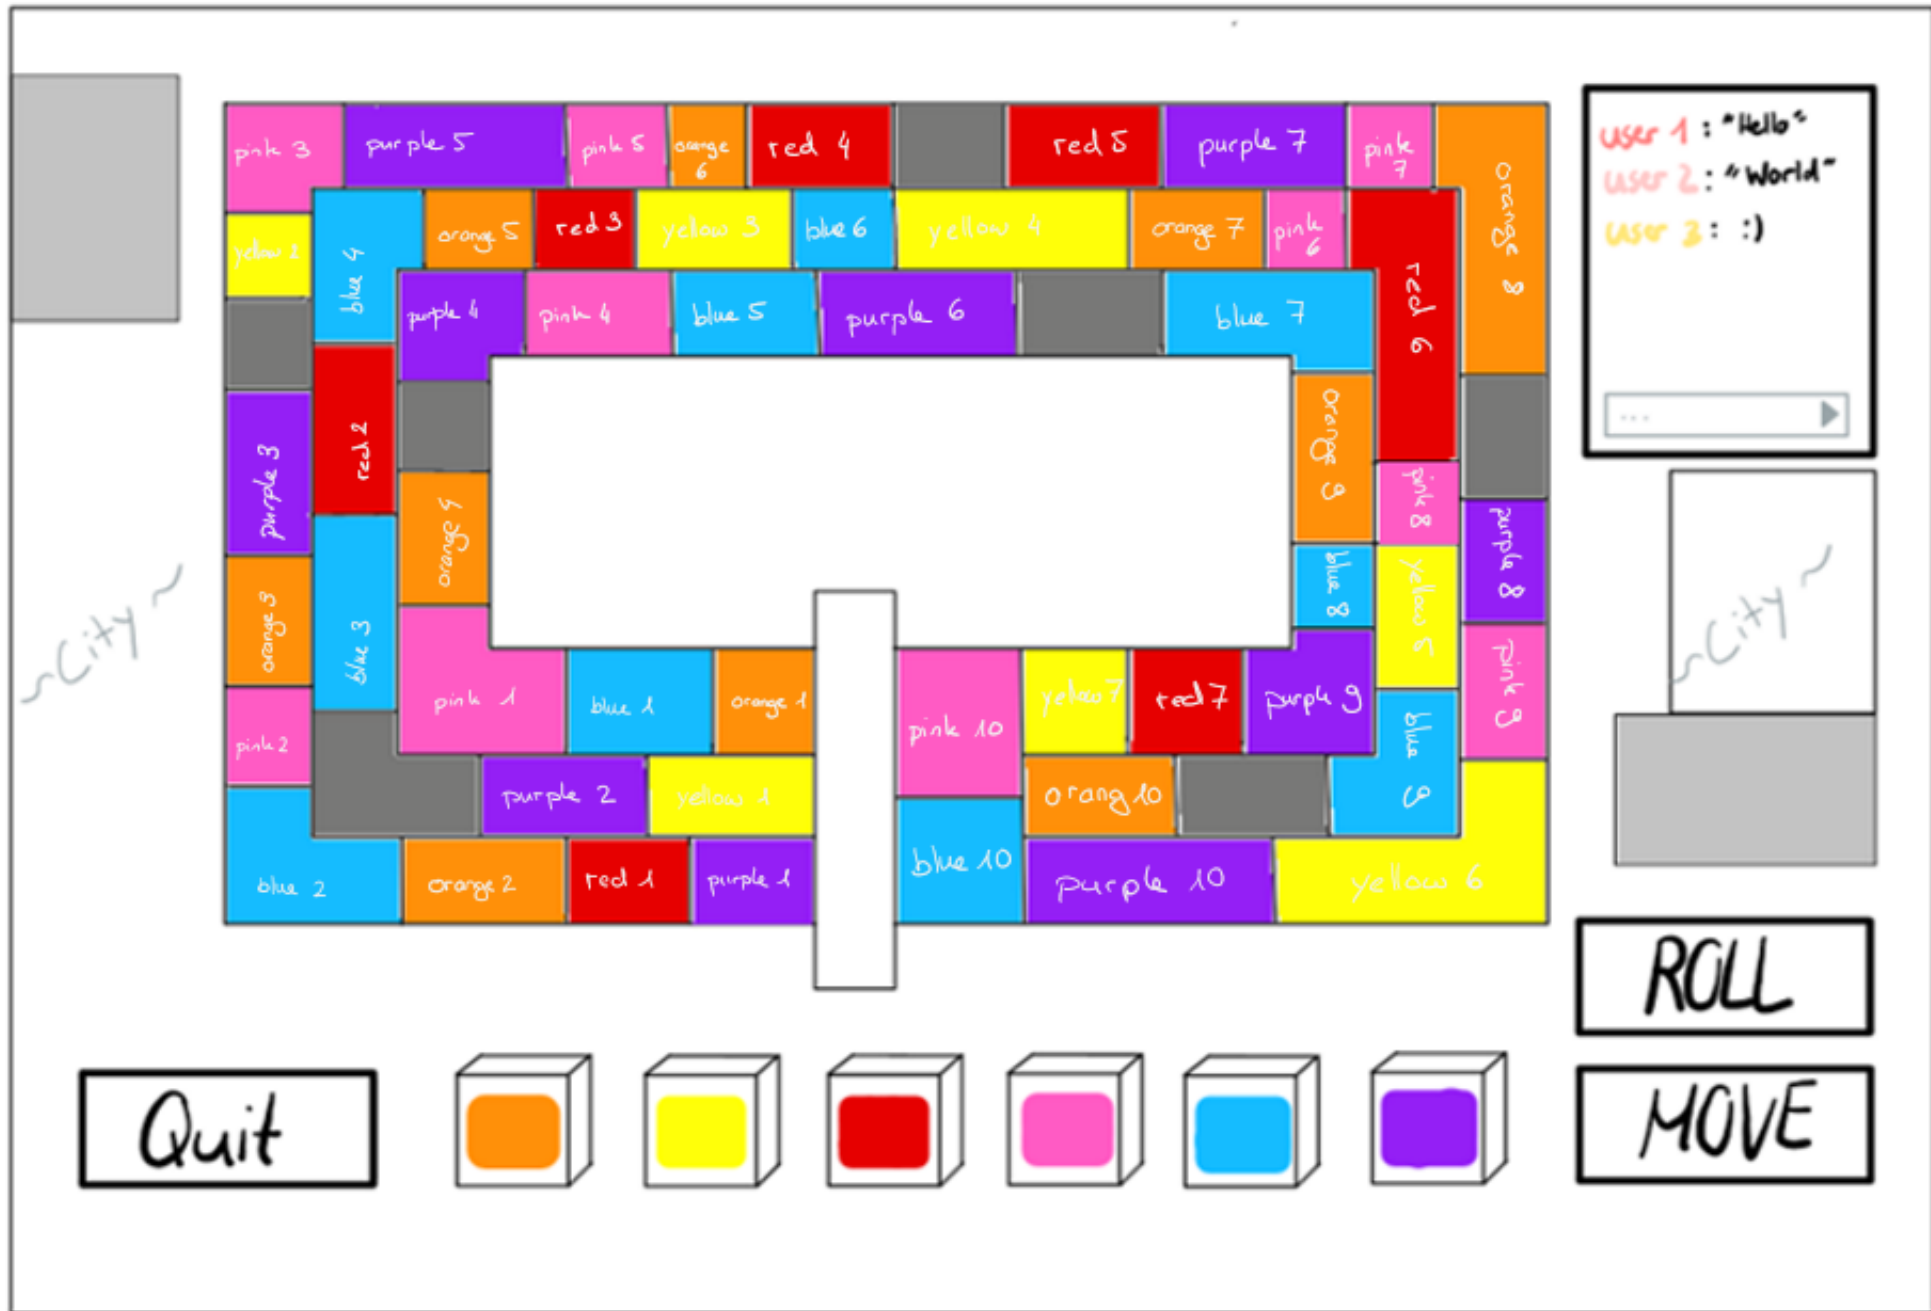 pink 3
purple 5
pink 5
orange 6
red 4
red 5
purple 7
pink 7
orange 8
yellow 2
blue 4
orange 5
red 3
yellow 3
blue 6
yellow 4
orange 7
pink 6
red 6
purple 4
pink 4
blue 5
purple 6
blue 7
purple 3
red 2
orange 4
orange 9
pink 8
purple 8
orange 3
blue 3
blue 8
yellow 5
pink 9
pink 2
pink 1
blue 1
orange 1
pink 10
yellow 7
red 7
purple 9
blue 9
purple 2
yellow 1
orang 10
blue 2
orange 2
red 1
purple 1
blue 10
purple 10
yellow 6
user 1 : "Hello"
user 2 : "World"
user 3 : :)
...
~City~
~City~
ROLL
MOVE
Quit